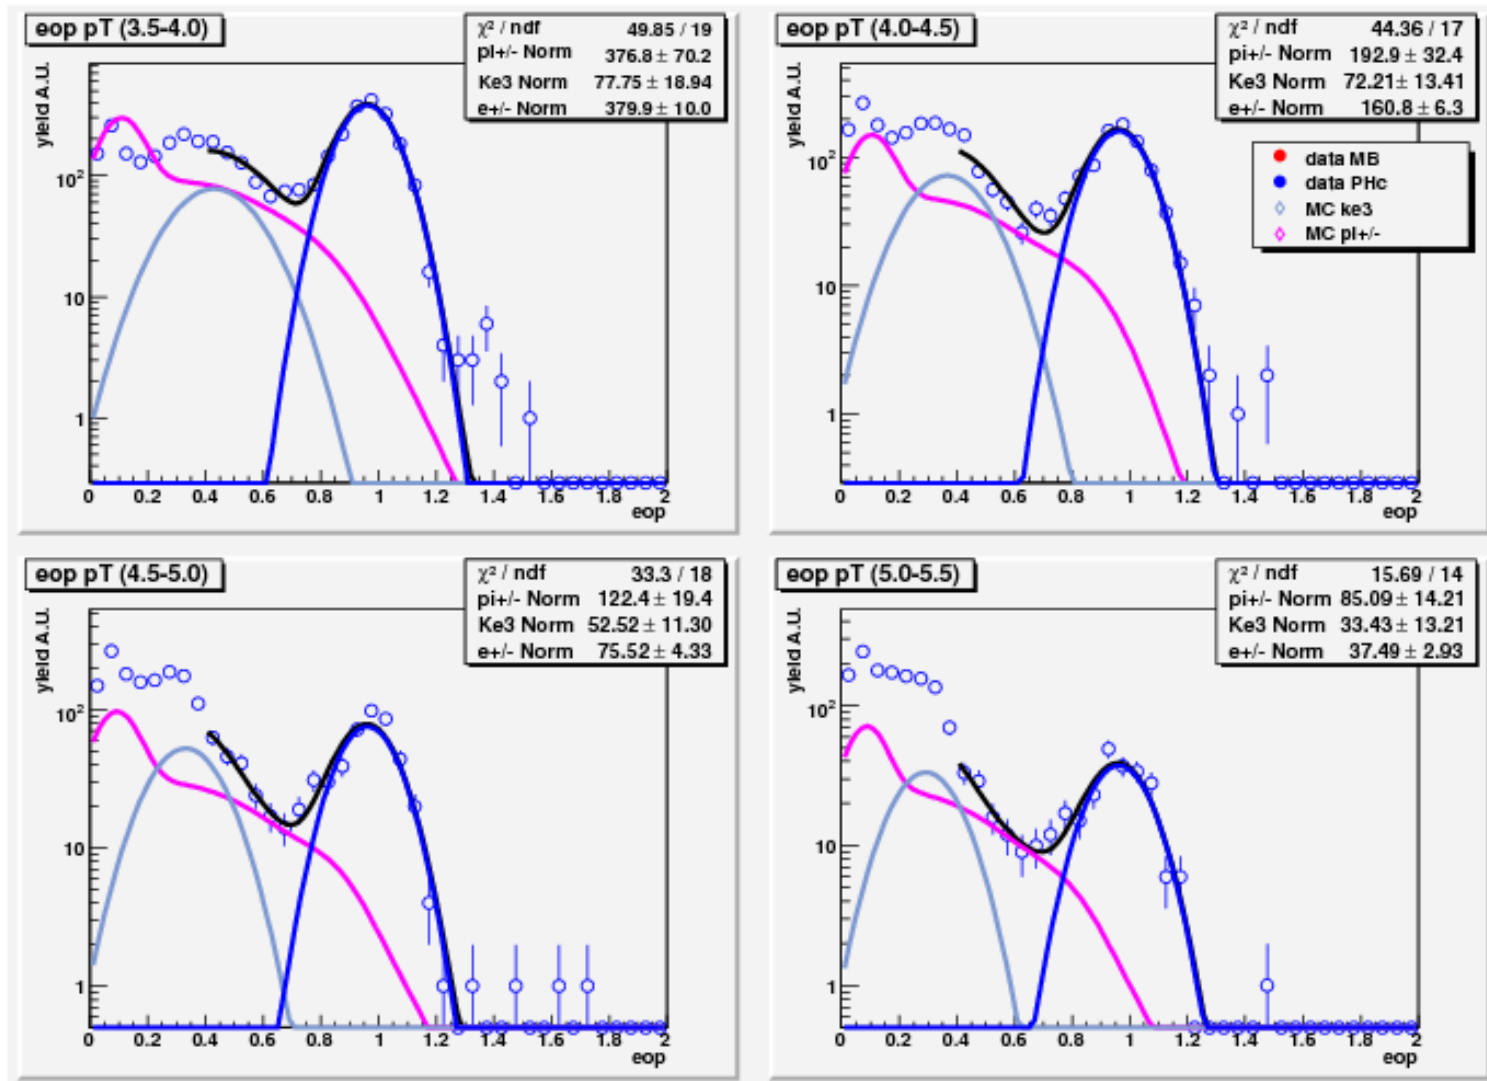 eop pT (3.5-4.0)
χ² / ndf 49.85 / 19
pi+/- Norm 376.8 ± 70.2
Ke3 Norm 77.75 ± 18.94
e+/- Norm 379.9 ± 10.0
yield A.U.
10²
10
1
0 0.2 0.4 0.6 0.8 1 1.2 1.4 1.6 1.8 2
eop
eop pT (4.0-4.5)
χ² / ndf 44.36 / 17
pi+/- Norm 192.9 ± 32.4
Ke3 Norm 72.21 ± 13.41
e+/- Norm 160.8 ± 6.3
data MB
data PHc
MC ke3
MC pi+/-
yield A.U.
10²
10
1
0 0.2 0.4 0.6 0.8 1 1.2 1.4 1.6 1.8 2
eop
eop pT (4.5-5.0)
χ² / ndf 33.3 / 18
pi+/- Norm 122.4 ± 19.4
Ke3 Norm 52.52 ± 11.30
e+/- Norm 75.52 ± 4.33
yield A.U.
10²
10
1
0 0.2 0.4 0.6 0.8 1 1.2 1.4 1.6 1.8 2
eop
eop pT (5.0-5.5)
χ² / ndf 15.69 / 14
pi+/- Norm 85.09 ± 14.21
Ke3 Norm 33.43 ± 13.21
e+/- Norm 37.49 ± 2.93
yield A.U.
10²
10
1
0 0.2 0.4 0.6 0.8 1 1.2 1.4 1.6 1.8 2
eop